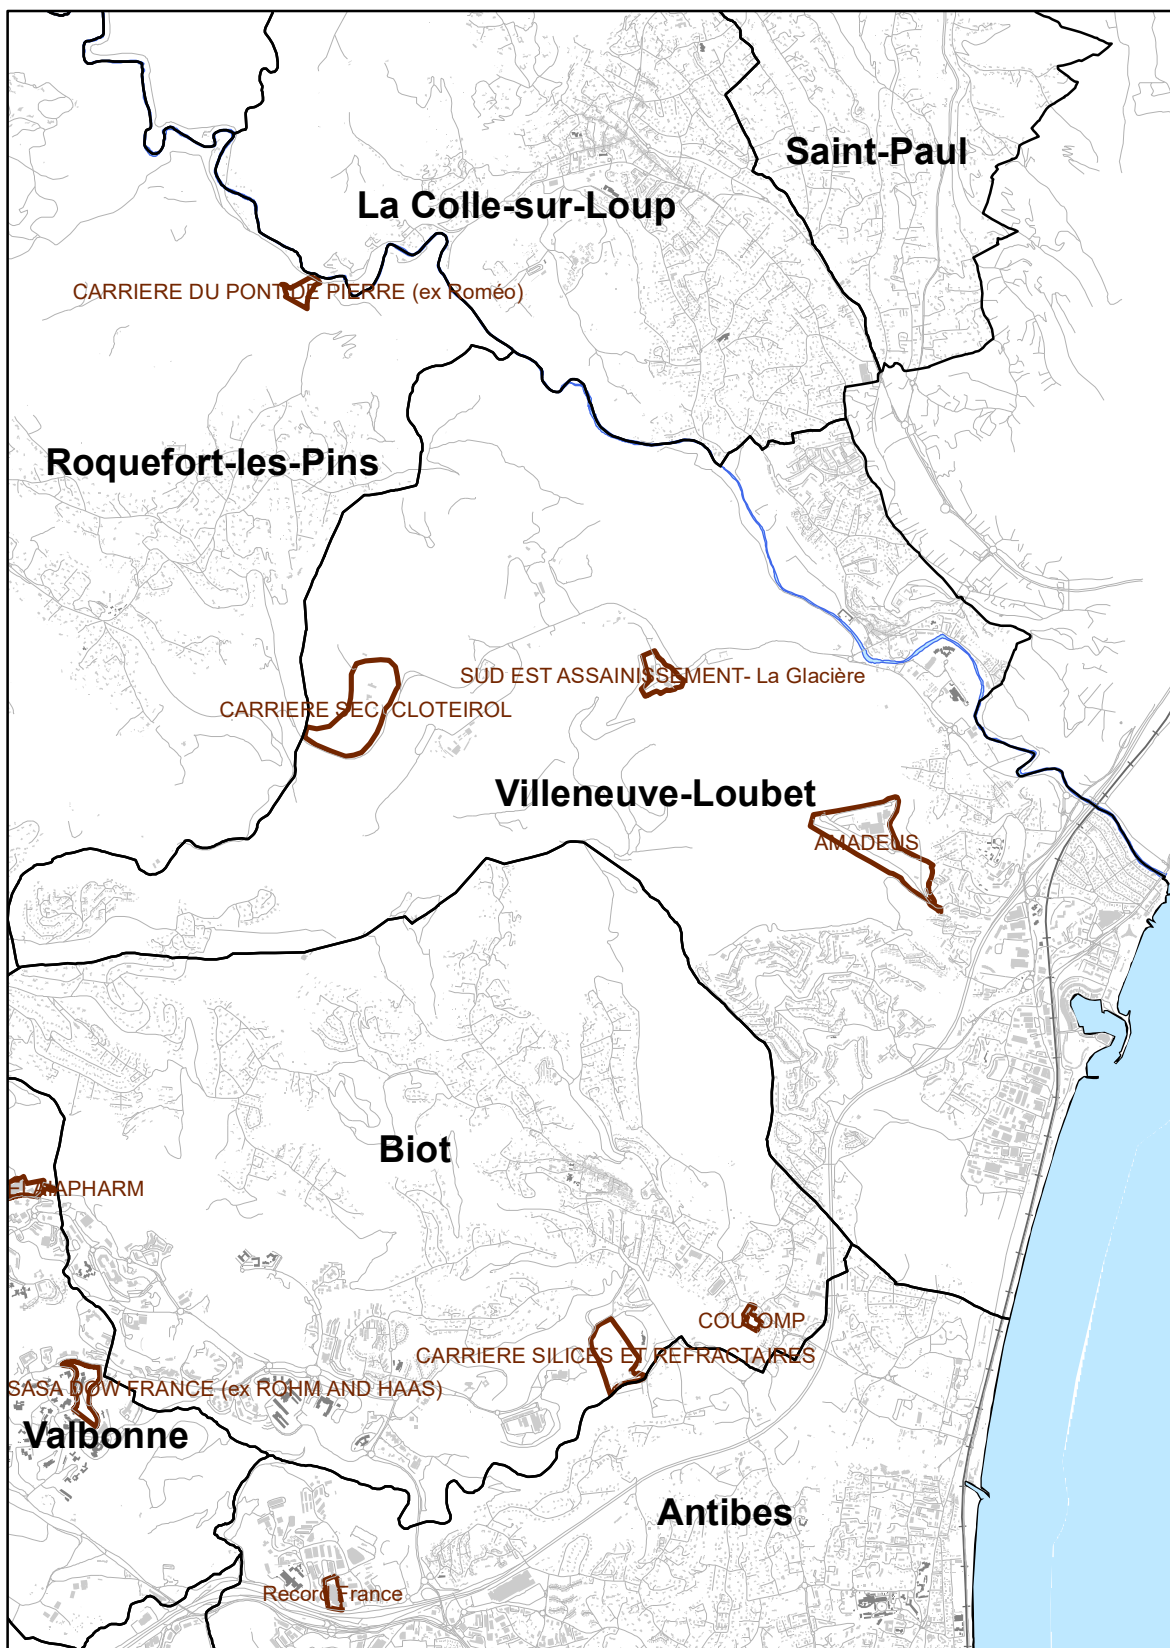 Saint-Paul
La Colle-sur-Loup
CARRIERE DU PONT DE PIERRE (ex Roméo)
Roquefort-les-Pins
SUD EST ASSAINISSEMENT- La Glacière
CARRIERE SEC CLOTEIROL
Villeneuve-Loubet
AMADEUS
Biot
COUCOMP
CARRIERE SILICES ET REFRACTAIRES
SASA DOW FRANCE (ex ROHM AND HAAS)
Valbonne
Antibes
Record France